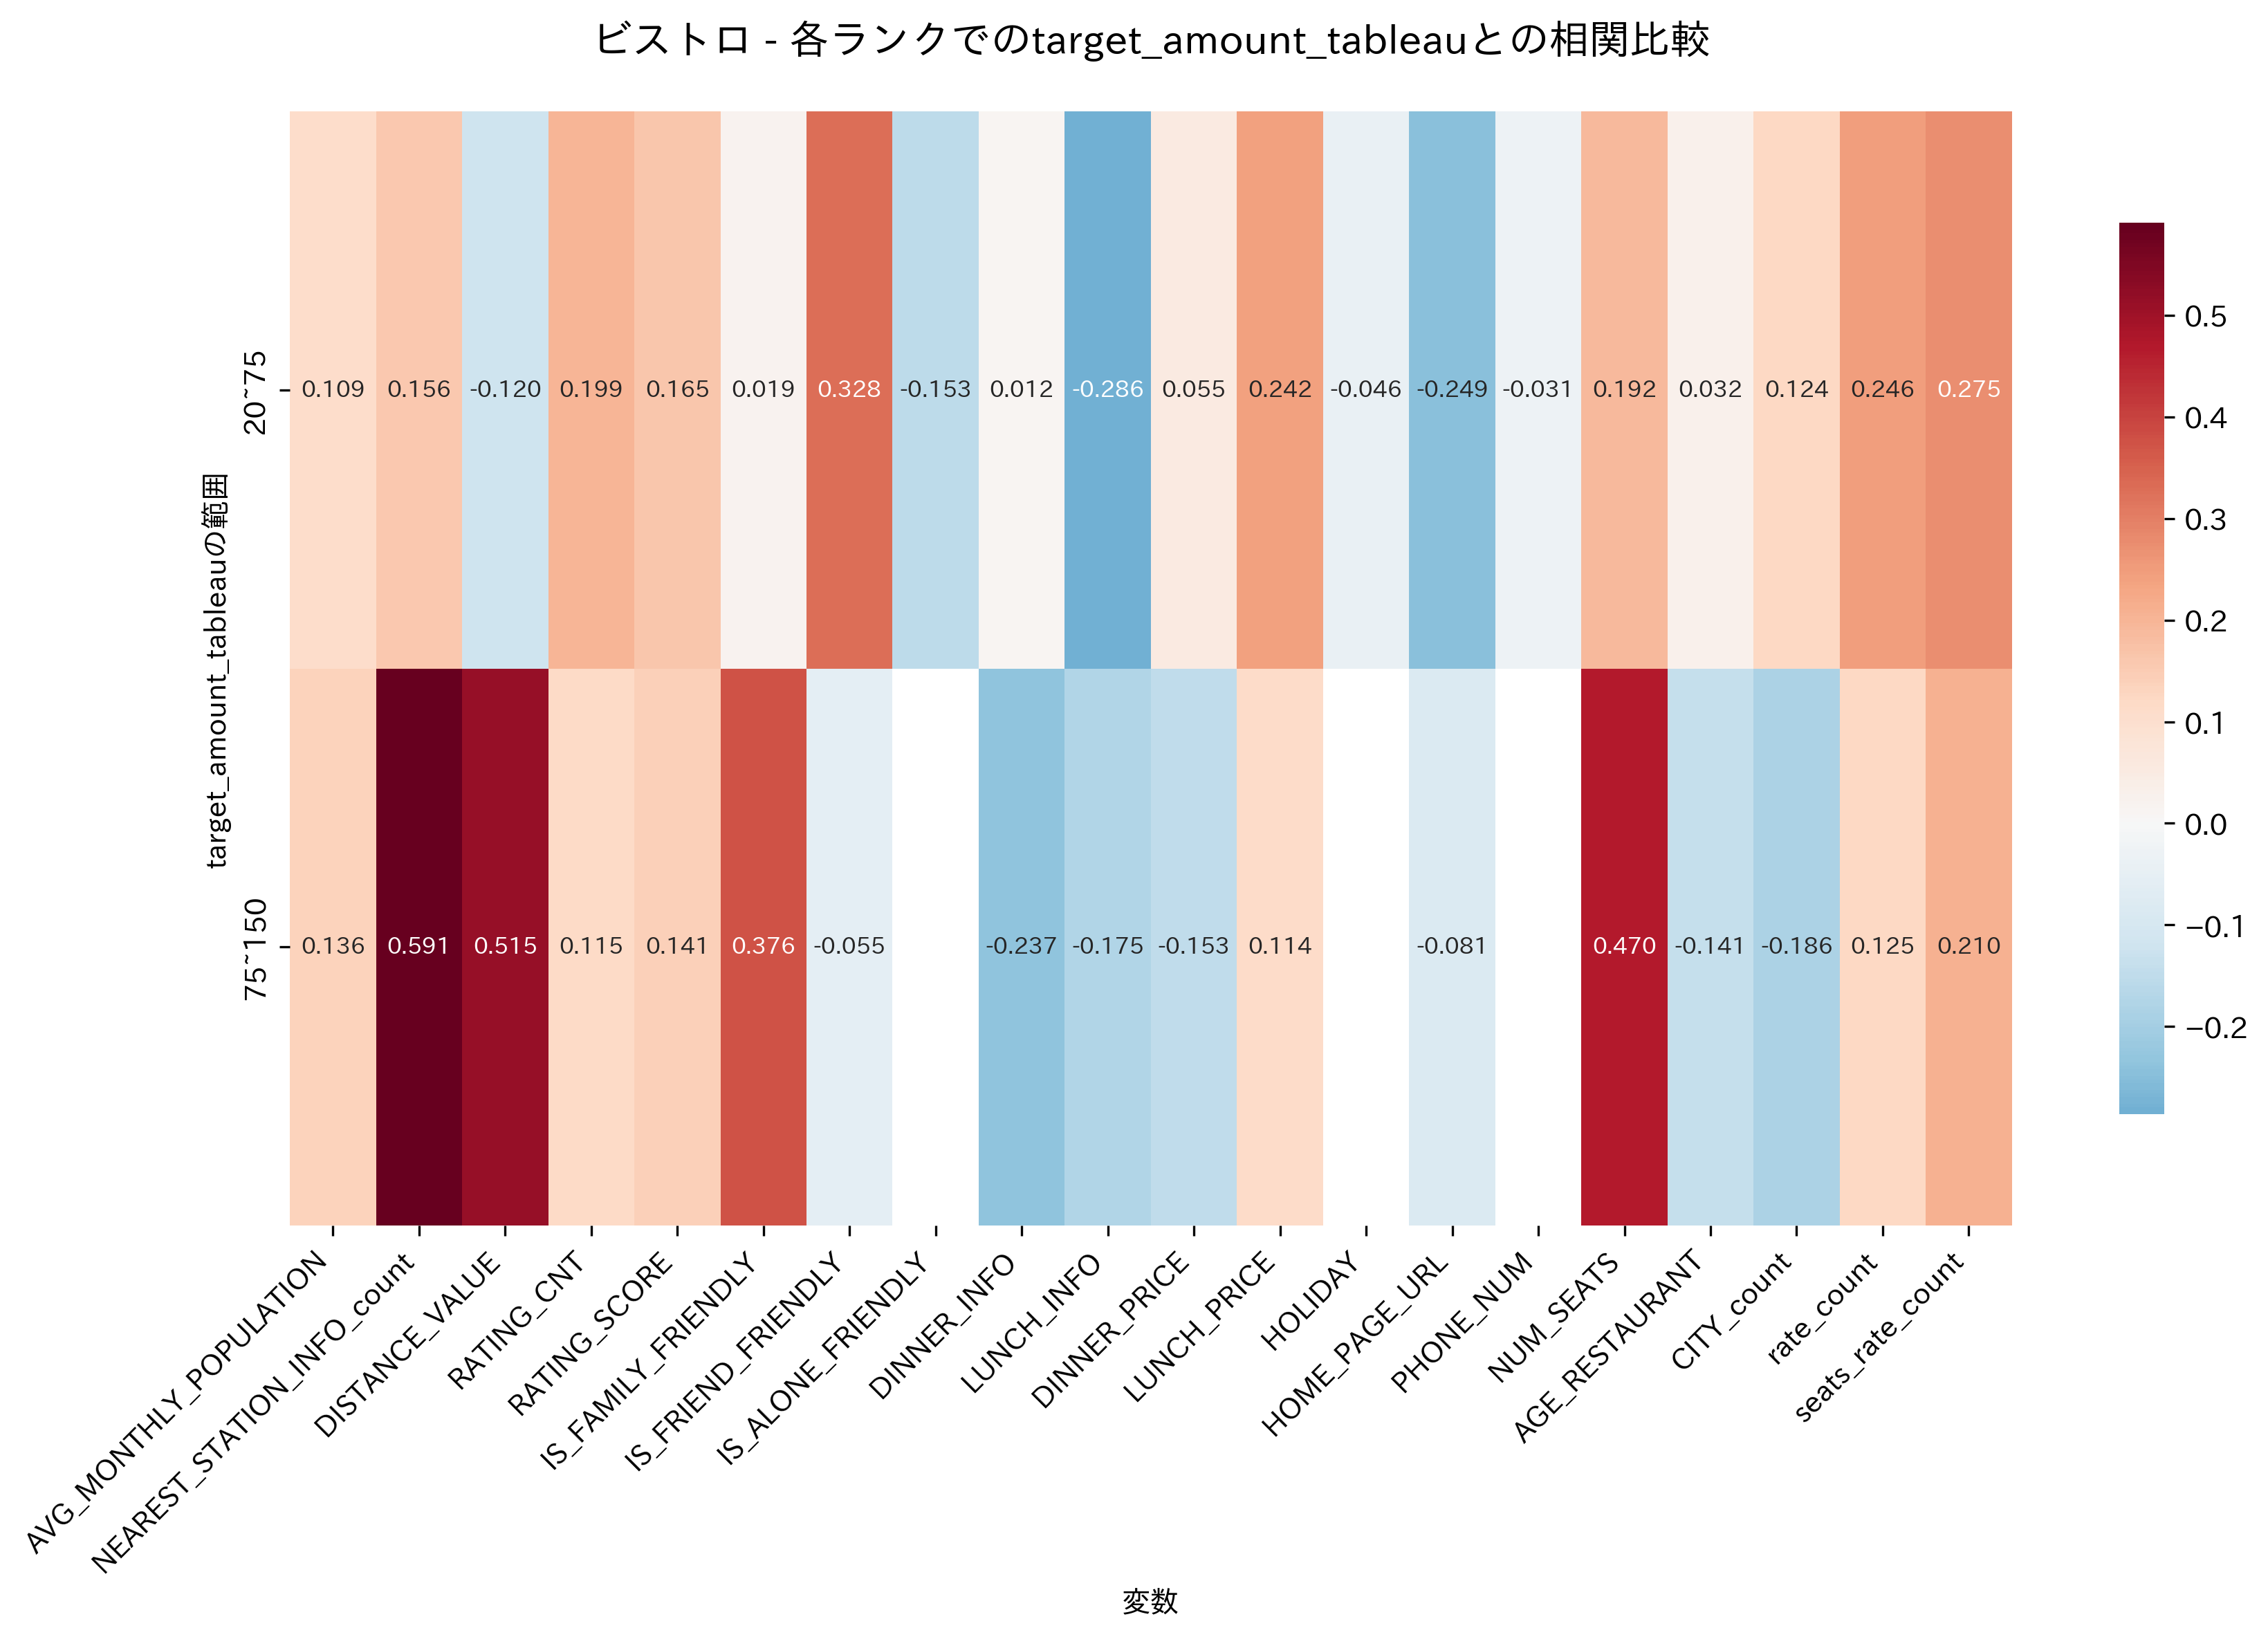 ビストロ - 各ランクでのtarget_amount_tableauとの相関比較
target_amount_tableauの範囲
20~75
0.109 0.156 -0.120 0.199 0.165 0.019 0.328 -0.153 0.012 -0.286 0.055 0.242 -0.046 -0.249 -0.031 0.192 0.032 0.124 0.246 0.275
75~150
0.136 0.591 0.515 0.115 0.141 0.376 -0.055 -0.237 -0.175 -0.153 0.114 -0.081 0.470 -0.141 -0.186 0.125 0.210
AVG_MONTHLY_POPULATION
NEAREST_STATION_INFO_count
DISTANCE_VALUE
RATING_CNT
RATING_SCORE
IS_FAMILY_FRIENDLY
IS_FRIEND_FRIENDLY
IS_ALONE_FRIENDLY
DINNER_INFO
LUNCH_INFO
DINNER_PRICE
LUNCH_PRICE
HOLIDAY
HOME_PAGE_URL
PHONE_NUM
NUM_SEATS
AGE_RESTAURANT
CITY_count
rate_count
seats_rate_count
変数
0.5
0.4
0.3
0.2
0.1
0.0
−0.1
−0.2